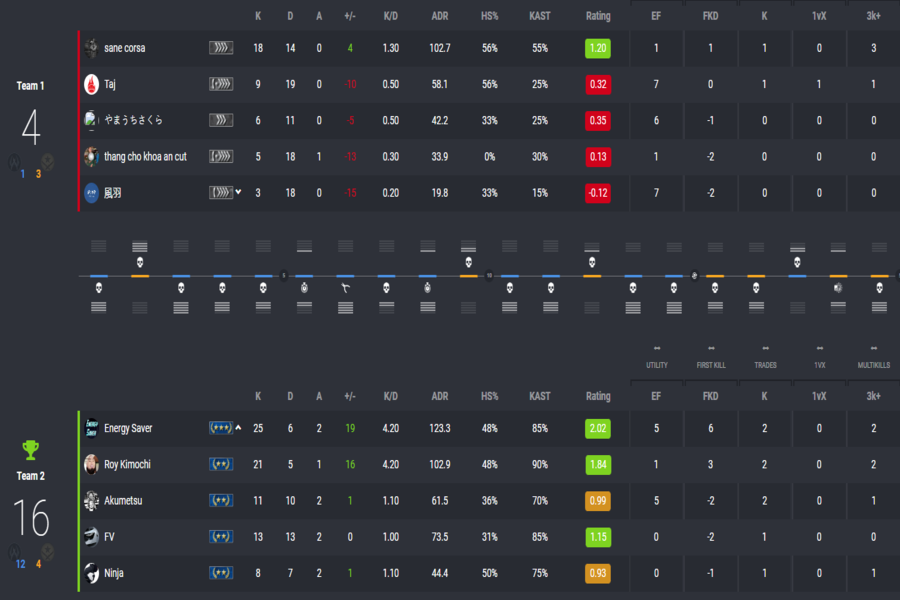 K D A +/- K/D ADR HS% KAST Rating EF FKD K 1vX 3k+
sane corsa 18 14 0 4 1.30 102.7 56% 55% 1.20 1 1 1 0 3
Taj 9 19 0 -10 0.50 58.1 56% 25% 0.32 7 0 1 1 1
Team 1
4
1 3
やまうちさくら 6 11 0 -5 0.50 42.2 33% 25% 0.35 6 -1 0 0 0
thang cho khoa an cut 5 18 1 -13 0.30 33.9 0% 30% 0.13 1 -2 0 0 0
風羽 3 18 0 -15 0.20 19.8 33% 15% -0.12 7 -2 0 0 0
UTILITY FIRST KILL TRADES 1VX MULTIKILLS
K D A +/- K/D ADR HS% KAST Rating EF FKD K 1vX 3k+
Energy Saver 25 6 2 19 4.20 123.3 48% 85% 2.02 5 6 2 0 2
Roy Kimochi 21 5 1 16 4.20 102.9 48% 90% 1.84 1 3 2 0 2
Team 2
16
12 4
Akumetsu 11 10 2 1 1.10 61.5 36% 70% 0.99 5 -2 2 0 1
FV 13 13 2 0 1.00 73.5 31% 85% 1.15 0 -2 1 0 0
Ninja 8 7 2 1 1.10 44.4 50% 75% 0.93 0 -1 1 0 1